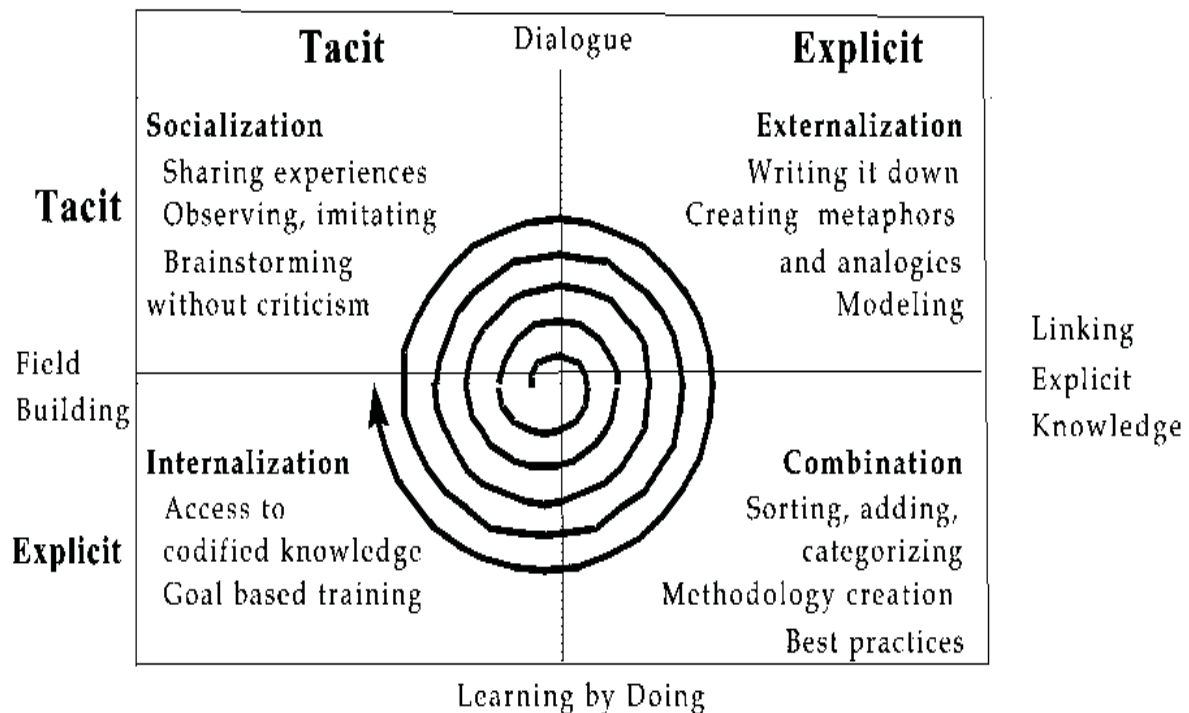 Tacit
Dialogue
Explicit
Socialization
Sharing experiences
Observing, imitating
Brainstorming
without criticism
Externalization
Writing it down
Creating metaphors
and analogics
Modeling
Tacit
Field
Building
Linking
Explicit
Knowledge
Internalization
Access to
codified knowledge
Goal based training
Combination
Sorting, adding,
categorizing
Methodology creation
Best practices
Explicit
Learning by Doing